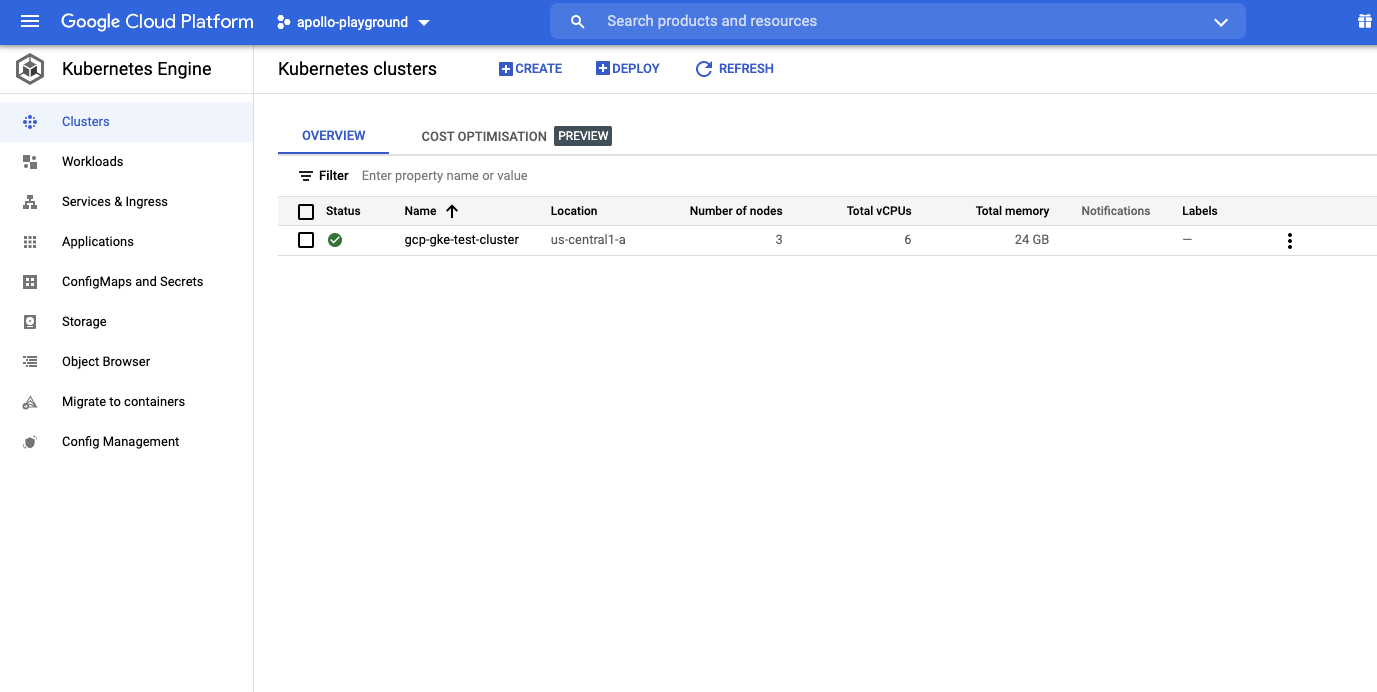 Google Cloud Platform apollo-playground Search products and resources
Kubernetes Engine
Clusters
Workloads
Services & Ingress
Applications
ConfigMaps and Secrets
Storage
Object Browser
Migrate to containers
Config Management
Kubernetes clusters CREATE DEPLOY REFRESH
OVERVIEW COST OPTIMISATION PREVIEW
Filter Enter property name or value
Status Name Location Number of nodes Total vCPUs Total memory Notifications Labels
gcp-gke-test-cluster us-central1-a 3 6 24 GB —